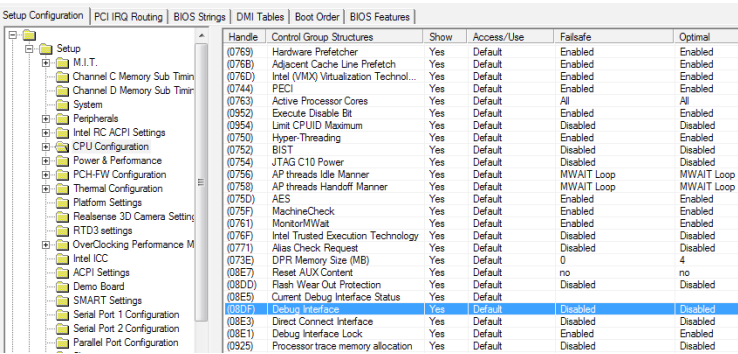 Setup Configuration PCI IRQ Routing BIOS Strings DMI Tables Boot Order BIOS Features
Setup
M.I.T.
Channel C Memory Sub Timin
Channel D Memory Sub Timin
System
Peripherals
Intel RC ACPI Settings
CPU Configuration
Power & Performance
PCH-FW Configuration
Thermal Configuration
Platform Settings
Realsense 3D Camera Setting
RTD3 settings
OverClocking Performance M
Intel ICC
ACPI Settings
Demo Board
SMART Settings
Serial Port 1 Configuration
Serial Port 2 Configuration
Parallel Port Configuration
Handle Control Group Structures Show Access/Use Failsafe Optimal
(0769) Hardware Prefetcher Yes Default Enabled Enabled
(076B) Adjacent Cache Line Prefetch Yes Default Enabled Enabled
(076D) Intel (VMX) Virtualization Technol... Yes Default Enabled Enabled
(0744) PECI Yes Default Enabled Enabled
(0763) Active Processor Cores Yes Default All All
(0952) Execute Disable Bit Yes Default Enabled Enabled
(0954) Limit CPUID Maximum Yes Default Disabled Disabled
(0750) Hyper-Threading Yes Default Enabled Enabled
(0752) BIST Yes Default Disabled Disabled
(0754) JTAG C10 Power Yes Default Disabled Disabled
(0756) AP threads Idle Manner Yes Default MWAIT Loop MWAIT Loop
(0758) AP threads Handoff Manner Yes Default MWAIT Loop MWAIT Loop
(075D) AES Yes Default Enabled Enabled
(075F) MachineCheck Yes Default Enabled Enabled
(0761) MonitorMWait Yes Default Enabled Enabled
(076F) Intel Trusted Execution Technology Yes Default Disabled Disabled
(0771) Alias Check Request Yes Default Disabled Disabled
(073E) DPR Memory Size (MB) Yes Default 0 4
(08E7) Reset AUX Content Yes Default no no
(08DD) Flash Wear Out Protection Yes Default Disabled Disabled
(08E5) Current Debug Interface Status Yes Default
(08DF) Debug Interface Yes Default Disabled Disabled
(08E3) Direct Connect Interface Yes Default Disabled Disabled
(08E1) Debug Interface Lock Yes Default Enabled Enabled
(0925) Processor trace memory allocation Yes Default Disabled Disabled